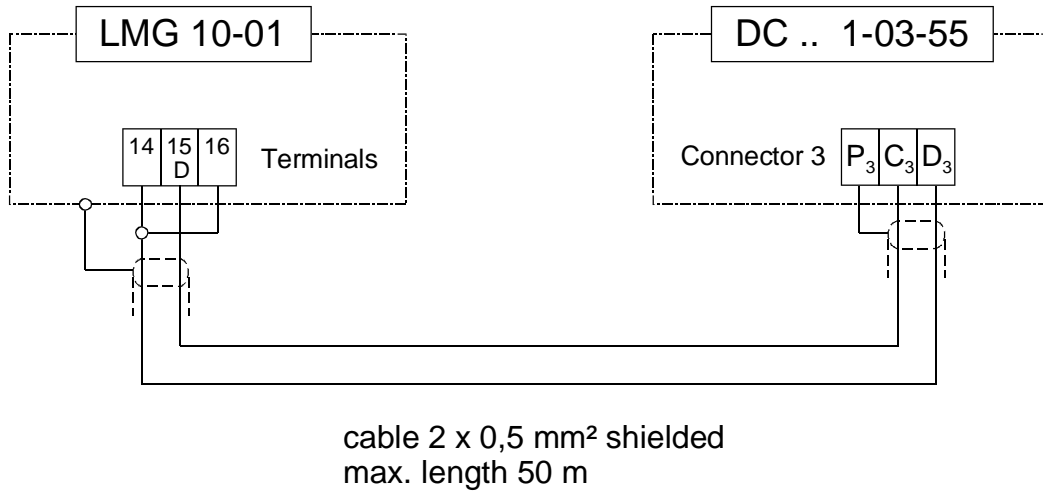 LMG 10-01
DC .. 1-03-55
14 15 16
D
Terminals
Connector 3
P₃ C₃ D₃
cable 2 x 0,5 mm² shielded
max. length 50 m